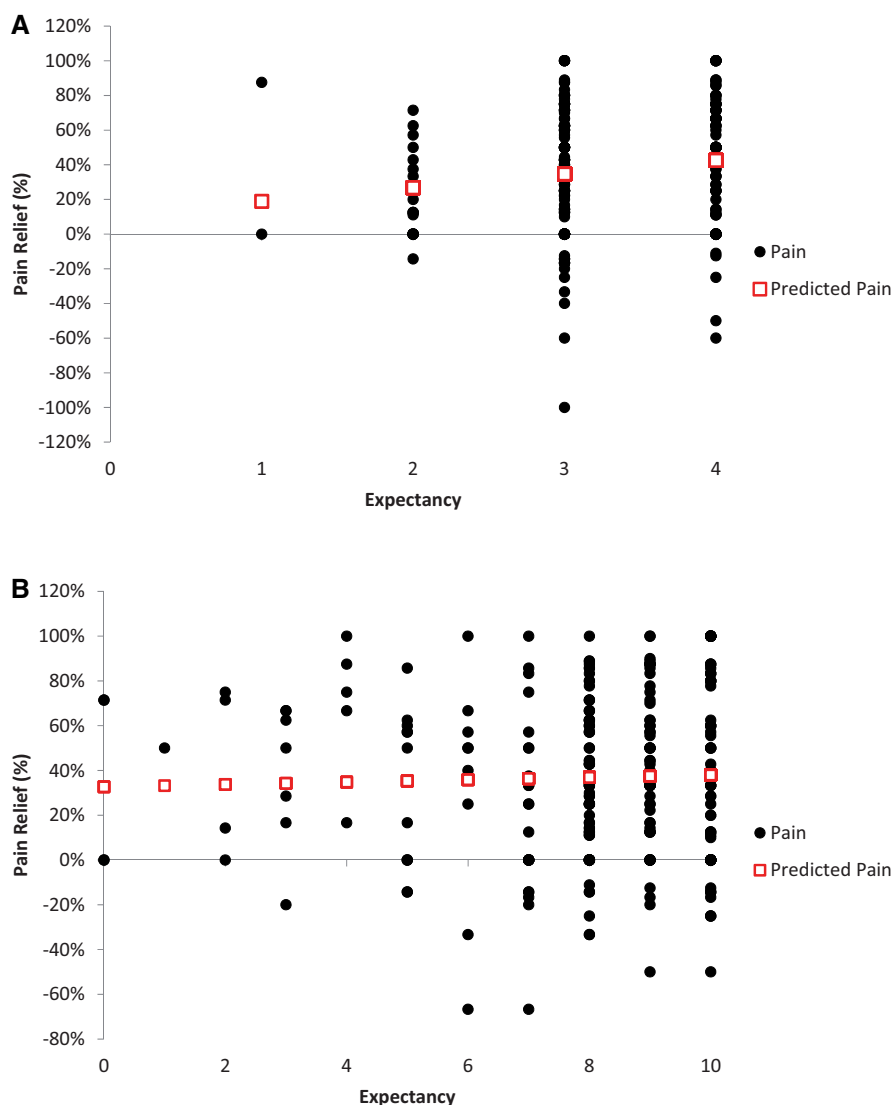 A
120%
100%
80%
60%
40%
20%
0%
-20%
-40%
-60%
-80%
-100%
-120%
Pain Relief (%)
0 1 2 3 4
Expectancy
Pain
Predicted Pain
B
120%
100%
80%
60%
40%
20%
0%
-20%
-40%
-60%
-80%
Pain Relief (%)
0 2 4 6 8 10
Expectancy
Pain
Predicted Pain